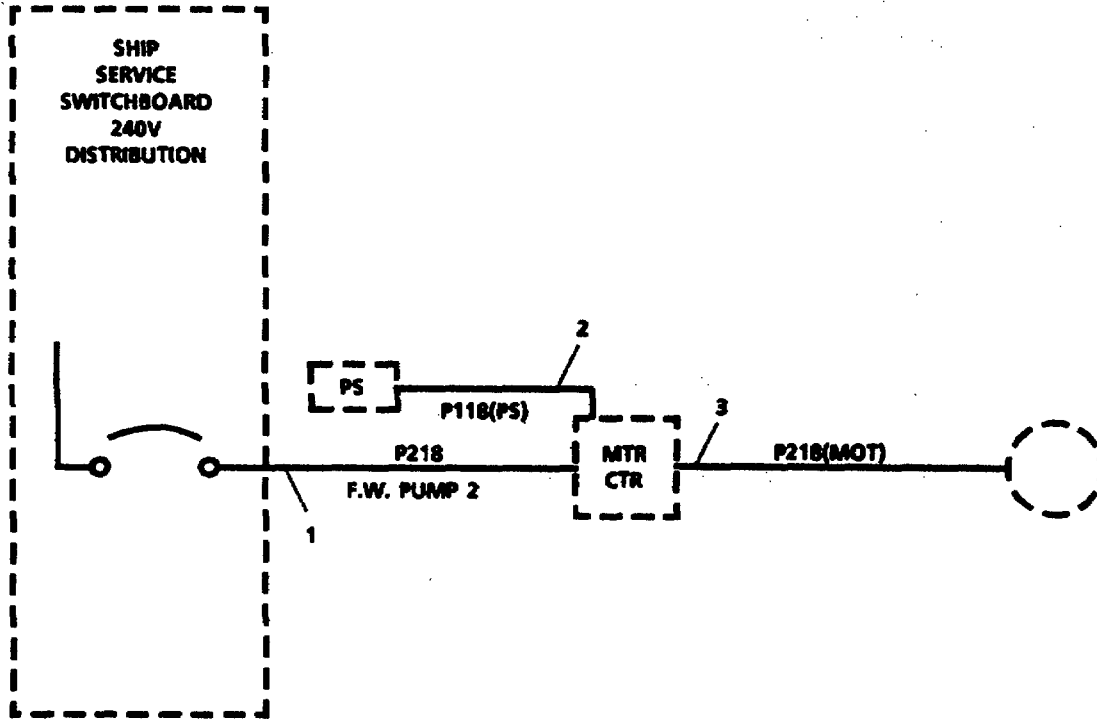 SHIP
SERVICE
SWITCHBOARD
240V
DISTRIBUTION
2
PS
P118(PS)
3
P218
MTR
CTR
P218(MOT)
F.W. PUMP 2
1